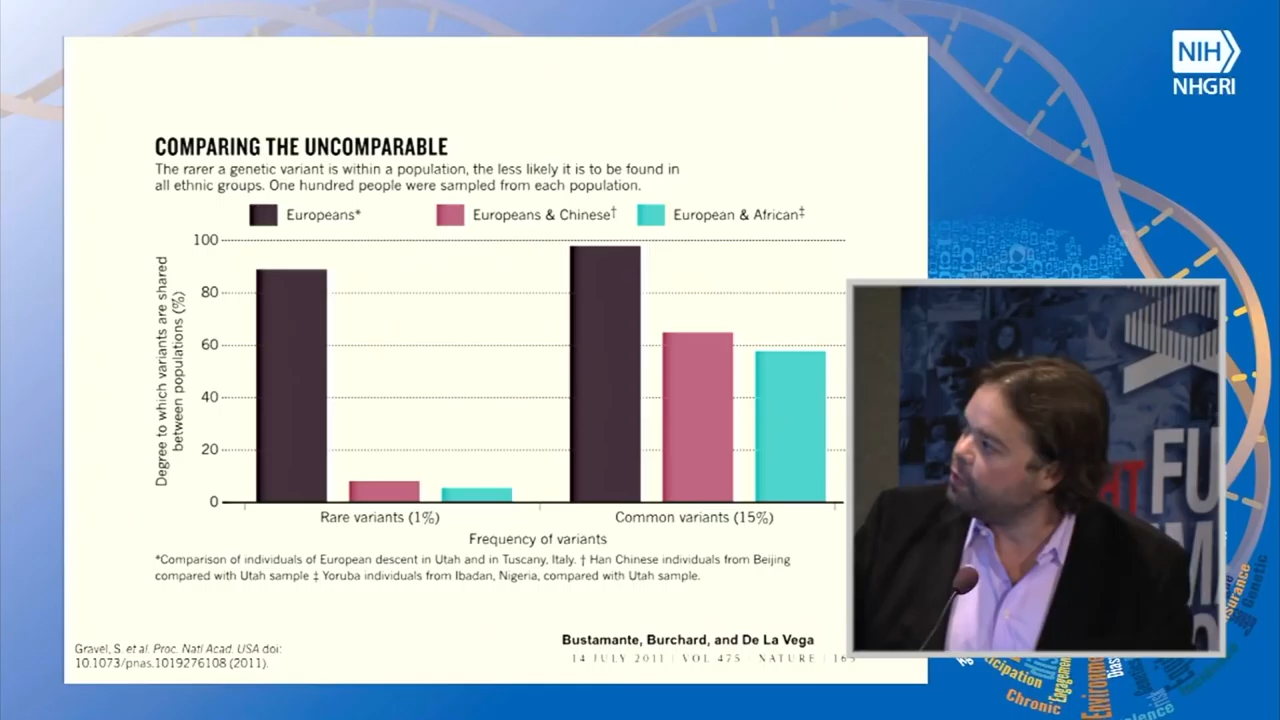 NIH
NHGRI
COMPARING THE UNCOMPARABLE
The rarer a genetic variant is within a population, the less likely it is to be found in
all ethnic groups. One hundred people were sampled from each population.
Europeans*
Europeans & Chinese†
European & African‡
Degree to which variants are shared
between populations (%)
100
80
60
40
20
0
Rare variants (1%)
Common variants (15%)
Frequency of variants
*Comparison of individuals of European descent in Utah and in Tuscany, Italy. † Han Chinese individuals from Beijing
compared with Utah sample ‡ Yoruba individuals from Ibadan, Nigeria, compared with Utah sample.
Gravel, S. et al. Proc. Natl Acad. USA doi:
10.1073/pnas.1019276108 (2011).
Bustamante, Burchard, and De La Vega
14 JULY 2011 | VOL 475 | NATURE | 163
HT FU
Genetic
Chronic
Engagement